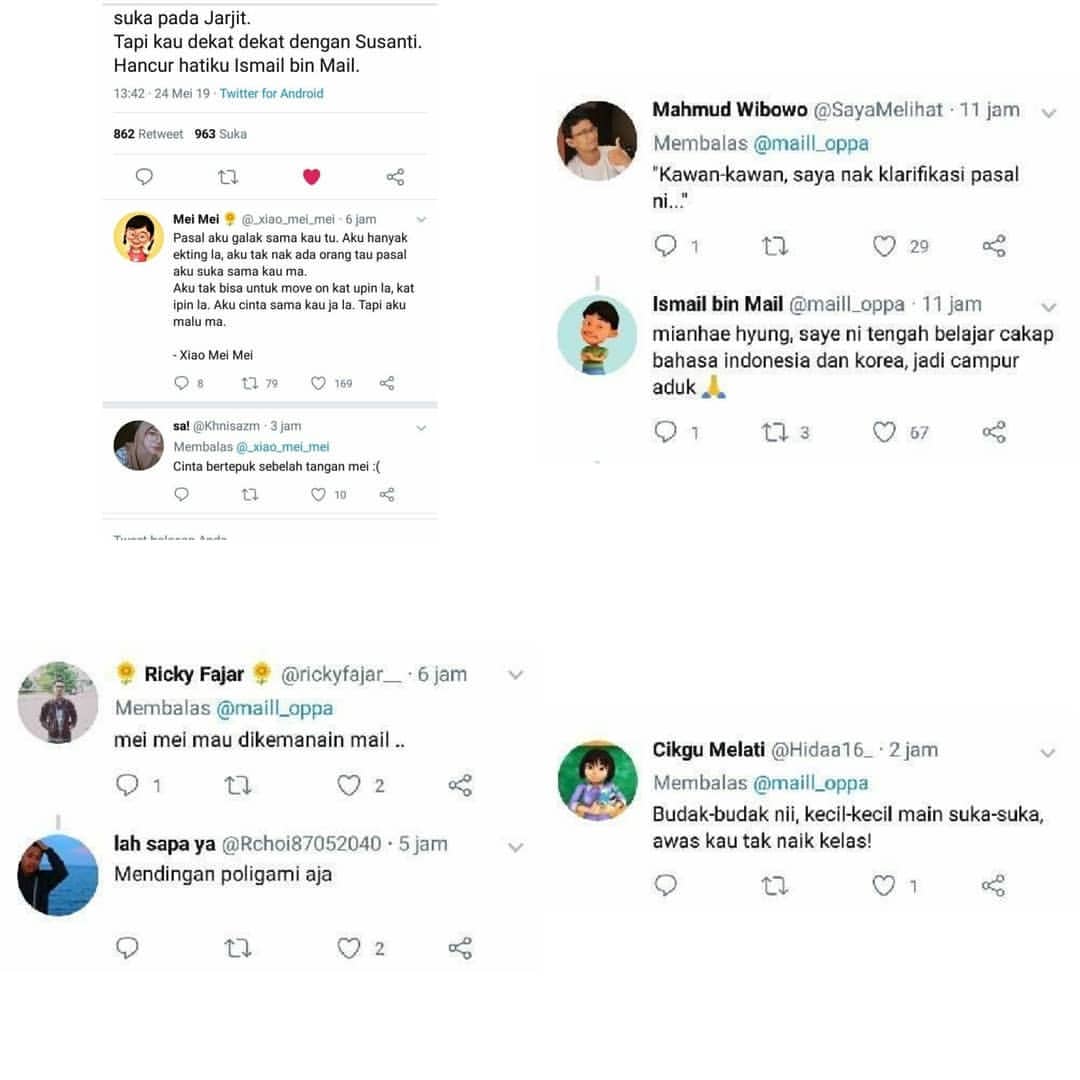 suka pada Jarjit.
Tapi kau dekat dekat dengan Susanti.
Hancur hatiku Ismail bin Mail.
13:42 · 24 Mei 19 · Twitter for Android
862 Retweet 963 Suka
Mei Mei 🌻 @_xiao_mei_mei · 6 jam
Pasal aku galak sama kau tu. Aku hanyak
ekting la, aku tak nak ada orang tau pasal
aku suka sama kau ma.
Aku tak bisa untuk move on kat upin la, kat
ipin la. Aku cinta sama kau ja la. Tapi aku
malu ma.
- Xiao Mei Mei
8 79 169
sa! @Khnisazm · 3 jam
Membalas @_xiao_mei_mei
Cinta bertepuk sebelah tangan mei :(
10
Tweet balasan Anda
Mahmud Wibowo @SayaMelihat · 11 jam
Membalas @maill_oppa
"Kawan-kawan, saya nak klarifikasi pasal
ni..."
1 29
Ismail bin Mail @maill_oppa · 11 jam
mianhae hyung, saye ni tengah belajar cakap
bahasa indonesia dan korea, jadi campur
aduk 🙏
1 3 67
🌻 Ricky Fajar 🌻 @rickyfajar__ · 6 jam
Membalas @maill_oppa
mei mei mau dikemanain mail ..
1 2
lah sapa ya @Rchoi87052040 · 5 jam
Mendingan poligami aja
2
Cikgu Melati @Hidaa16_ · 2 jam
Membalas @maill_oppa
Budak-budak nii, kecil-kecil main suka-suka,
awas kau tak naik kelas!
1